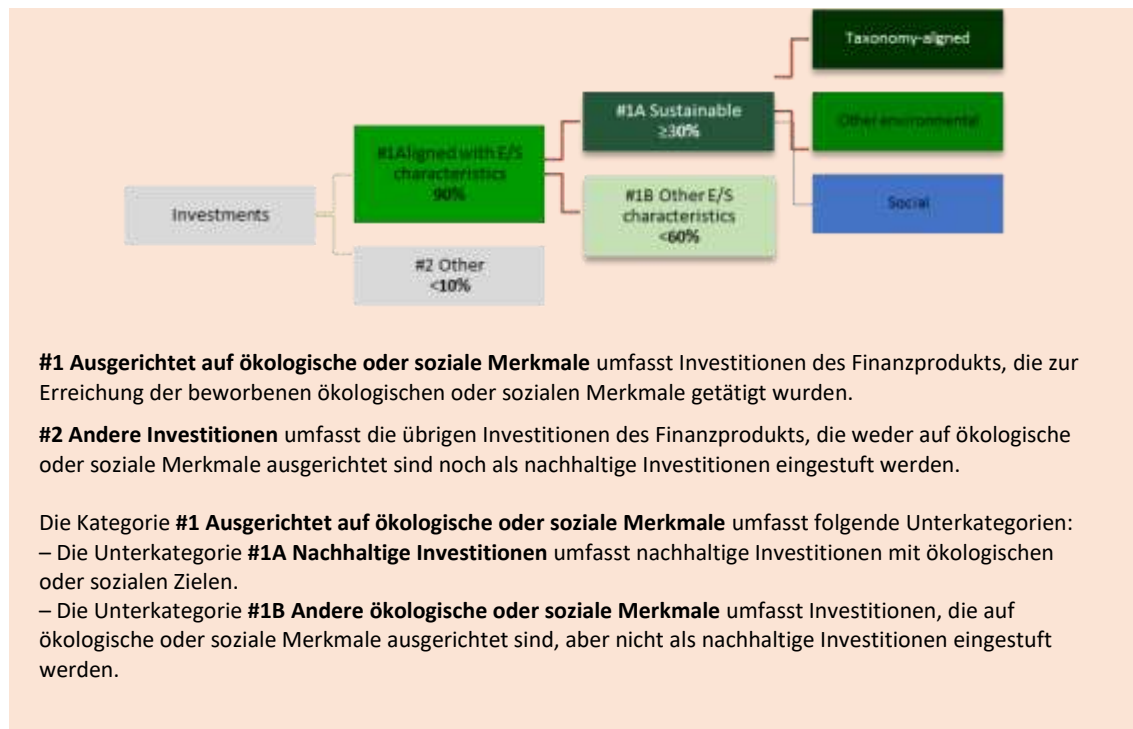 Taxonomy-aligned
#1A Sustainable
≥30%
Other environmental
#1Aligned with E/S
characteristics
90%
#1B Other E/S
characteristics
<60%
Social
Investments
#2 Other
<10%
#1 Ausgerichtet auf ökologische oder soziale Merkmale umfasst Investitionen des Finanzprodukts, die zur
Erreichung der beworbenen ökologischen oder sozialen Merkmale getätigt wurden.
#2 Andere Investitionen umfasst die übrigen Investitionen des Finanzprodukts, die weder auf ökologische
oder soziale Merkmale ausgerichtet sind noch als nachhaltige Investitionen eingestuft werden.
Die Kategorie #1 Ausgerichtet auf ökologische oder soziale Merkmale umfasst folgende Unterkategorien:
– Die Unterkategorie #1A Nachhaltige Investitionen umfasst nachhaltige Investitionen mit ökologischen
oder sozialen Zielen.
– Die Unterkategorie #1B Andere ökologische oder soziale Merkmale umfasst Investitionen, die auf
ökologische oder soziale Merkmale ausgerichtet sind, aber nicht als nachhaltige Investitionen eingestuft
werden.